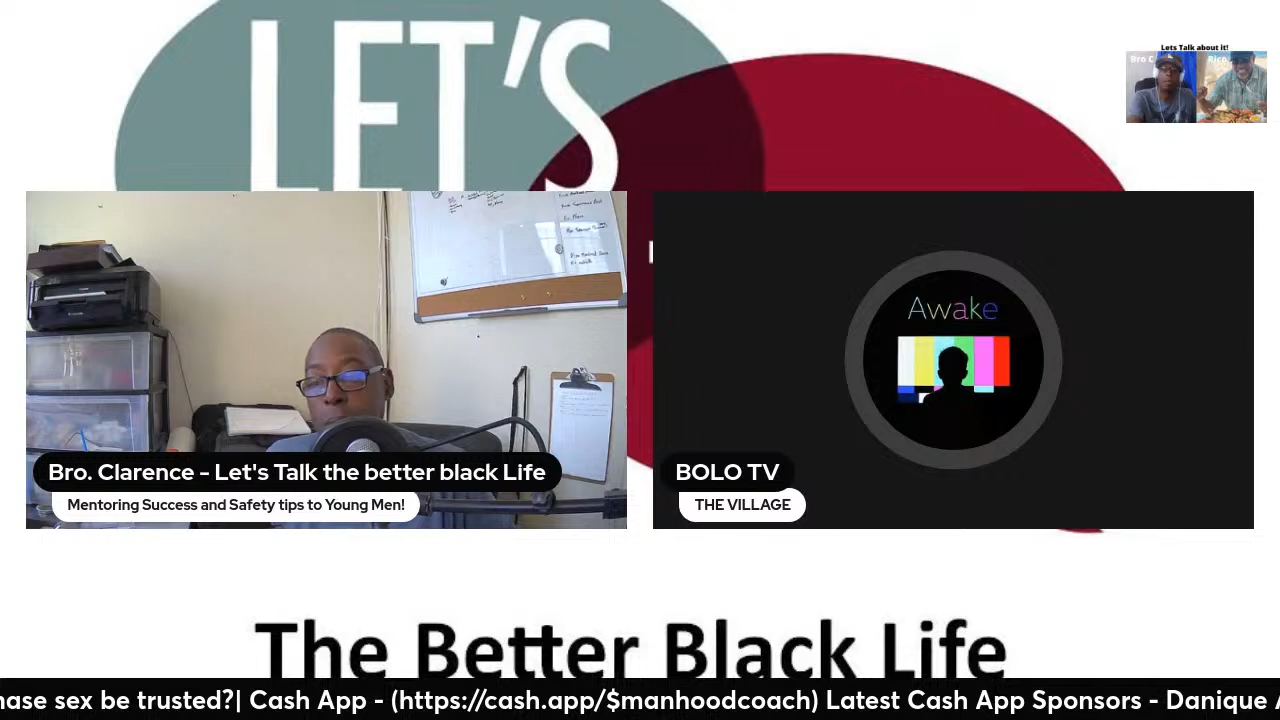 LET'S
Lets Talk about it!
Bro C
Rico
Awake
Bro. Clarence - Let's Talk the better black Life
Mentoring Success and Safety tips to Young Men!
BOLO TV
THE VILLAGE
The Better Black Life
hase sex be trusted?| Cash App - (https://cash.app/$manhoodcoach) Latest Cash App Sponsors - Danique